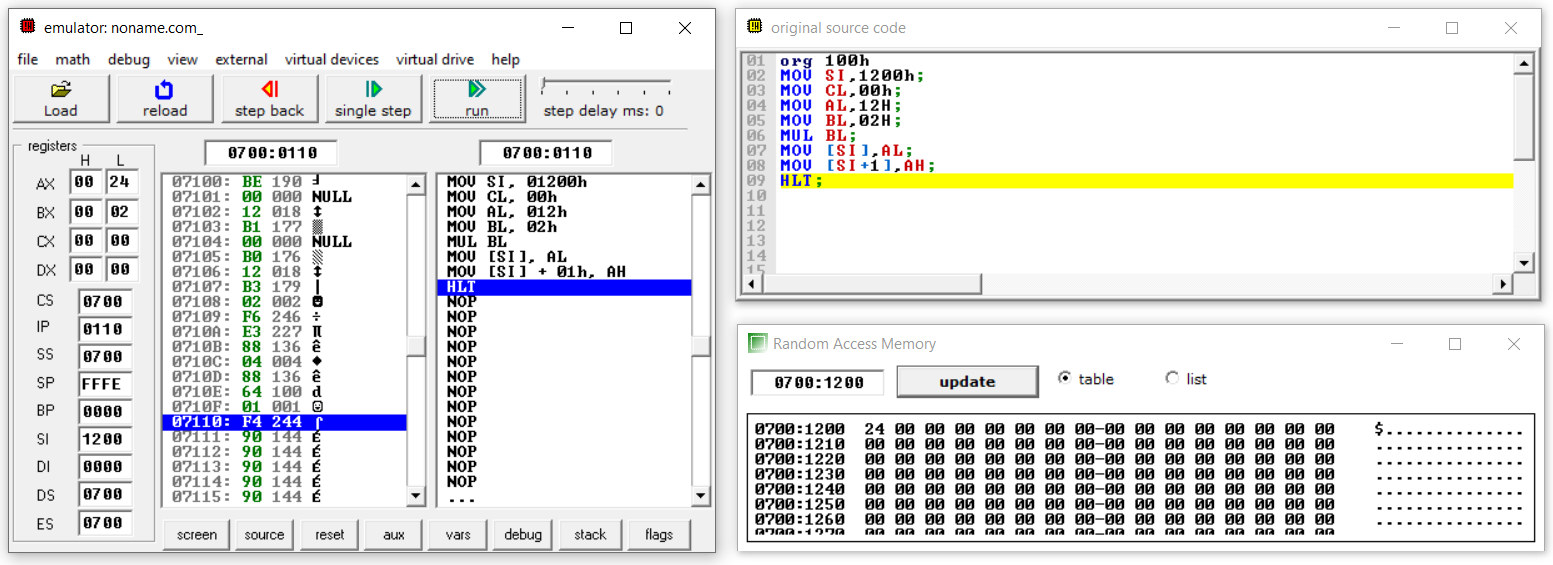 emulator: noname.com_
file math debug view external virtual devices virtual drive help
Load reload step back single step run step delay ms: 0
registers
H L
AX 00 24
BX 00 02
CX 00 00
DX 00 00
CS 0700
IP 0110
SS 0700
SP FFFE
BP 0000
SI 1200
DI 0000
DS 0700
ES 0700
0700:0110
07100: BE 190 ╛
07101: 00 000 NULL
07102: 12 018 ↕
07103: B1 177 ▒
07104: 00 000 NULL
07105: B0 176 ░
07106: 12 018 ↕
07107: B3 179 │
07108: 02 002 ☻
07109: F6 246 ÷
0710A: E3 227 π
0710B: 88 136 ê
0710C: 04 004 ♦
0710D: 88 136 ê
0710E: 64 100 d
0710F: 01 001 ☺
07110: F4 244 ⌠
07111: 90 144 É
07112: 90 144 É
07113: 90 144 É
07114: 90 144 É
07115: 90 144 É
0700:0110
MOV SI, 01200h
MOV CL, 00h
MOV AL, 012h
MOV BL, 02h
MUL BL
MOV [SI], AL
MOV [SI] + 01h, AH
HLT
NOP
NOP
NOP
NOP
NOP
NOP
NOP
NOP
NOP
NOP
NOP
NOP
NOP
...
screen source reset aux vars debug stack flags
original source code
01 org 100h
02 MOV SI,1200h;
03 MOV CL,00h;
04 MOV AL,12H;
05 MOV BL,02H;
06 MUL BL;
07 MOV [SI],AL;
08 MOV [SI+1],AH;
09 HLT;
10
11
12
13
14
15
Random Access Memory
0700:1200 update table list
0700:1200 24 00 00 00 00 00 00 00-00 00 00 00 00 00 00 00 $...............
0700:1210 00 00 00 00 00 00 00 00-00 00 00 00 00 00 00 00 ................
0700:1220 00 00 00 00 00 00 00 00-00 00 00 00 00 00 00 00 ................
0700:1230 00 00 00 00 00 00 00 00-00 00 00 00 00 00 00 00 ................
0700:1240 00 00 00 00 00 00 00 00-00 00 00 00 00 00 00 00 ................
0700:1250 00 00 00 00 00 00 00 00-00 00 00 00 00 00 00 00 ................
0700:1260 00 00 00 00 00 00 00 00-00 00 00 00 00 00 00 00 ................
0700:1270 00 00 00 00 00 00 00 00-00 00 00 00 00 00 00 00